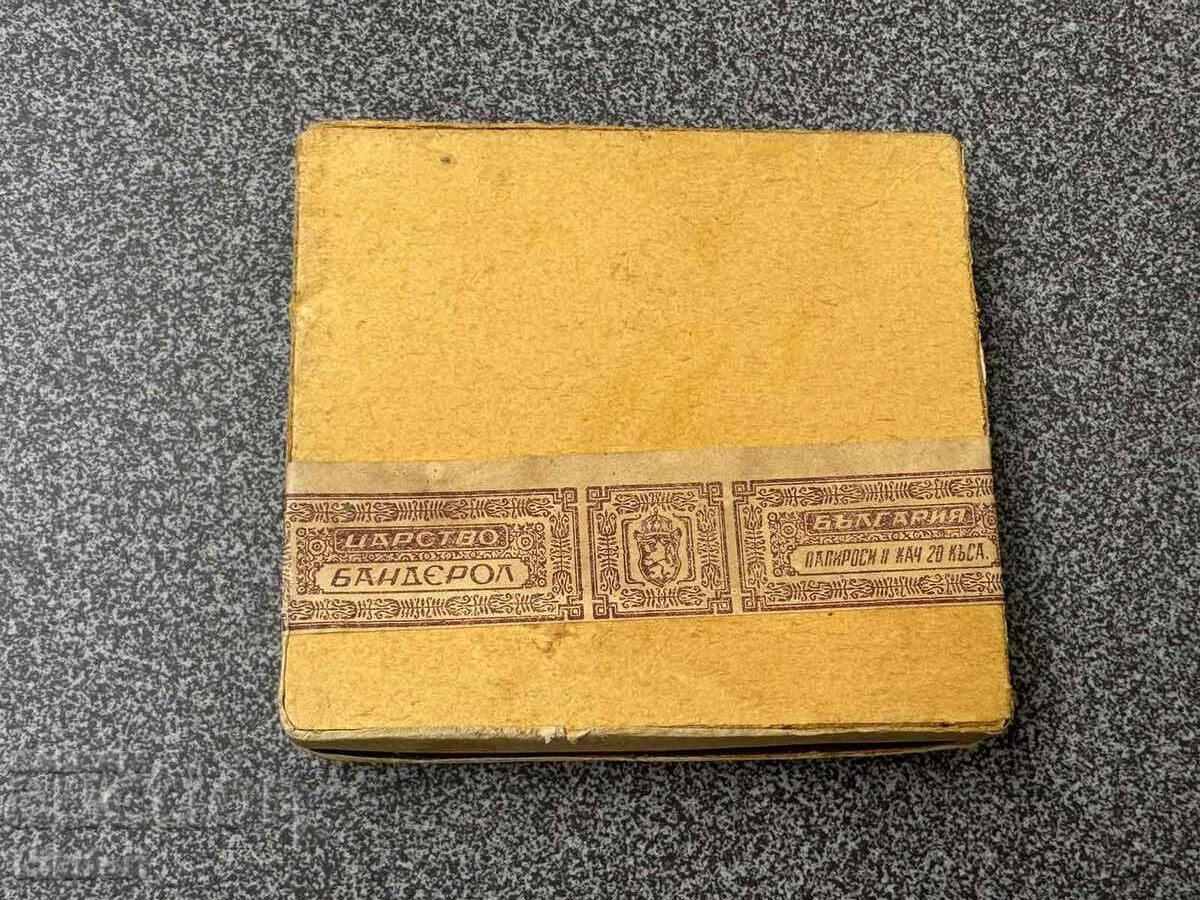 ЦАРСТВО
БАНДЕРОЛ
БЪЛГАРИЯ
ПАПИРОСИ II КАЧ 20 КЪСА.